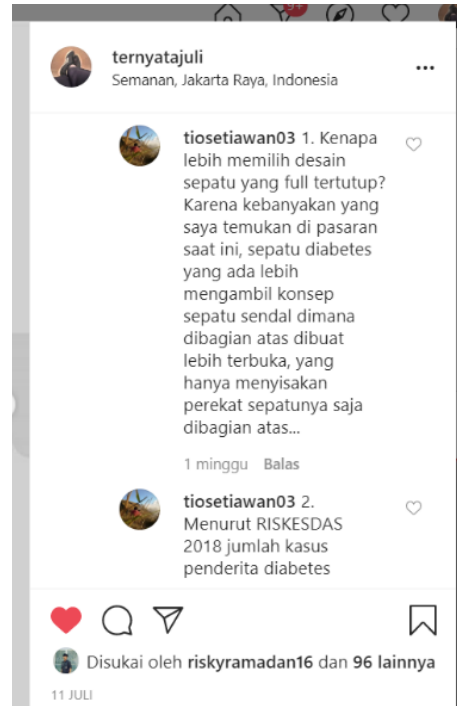 9+
ternyatajuli
Semanan, Jakarta Raya, Indonesia
tiosetiawan03 1. Kenapa
lebih memilih desain
sepatu yang full tertutup?
Karena kebanyakan yang
saya temukan di pasaran
saat ini, sepatu diabetes
yang ada lebih
mengambil konsep
sepatu sendal dimana
dibagian atas dibuat
lebih terbuka, yang
hanya menyisakan
perekat sepatunya saja
dibagian atas...
1 minggu Balas
tiosetiawan03 2.
Menurut RISKESDAS
2018 jumlah kasus
penderita diabetes
Disukai oleh riskyramadan16 dan 96 lainnya
11 JULI